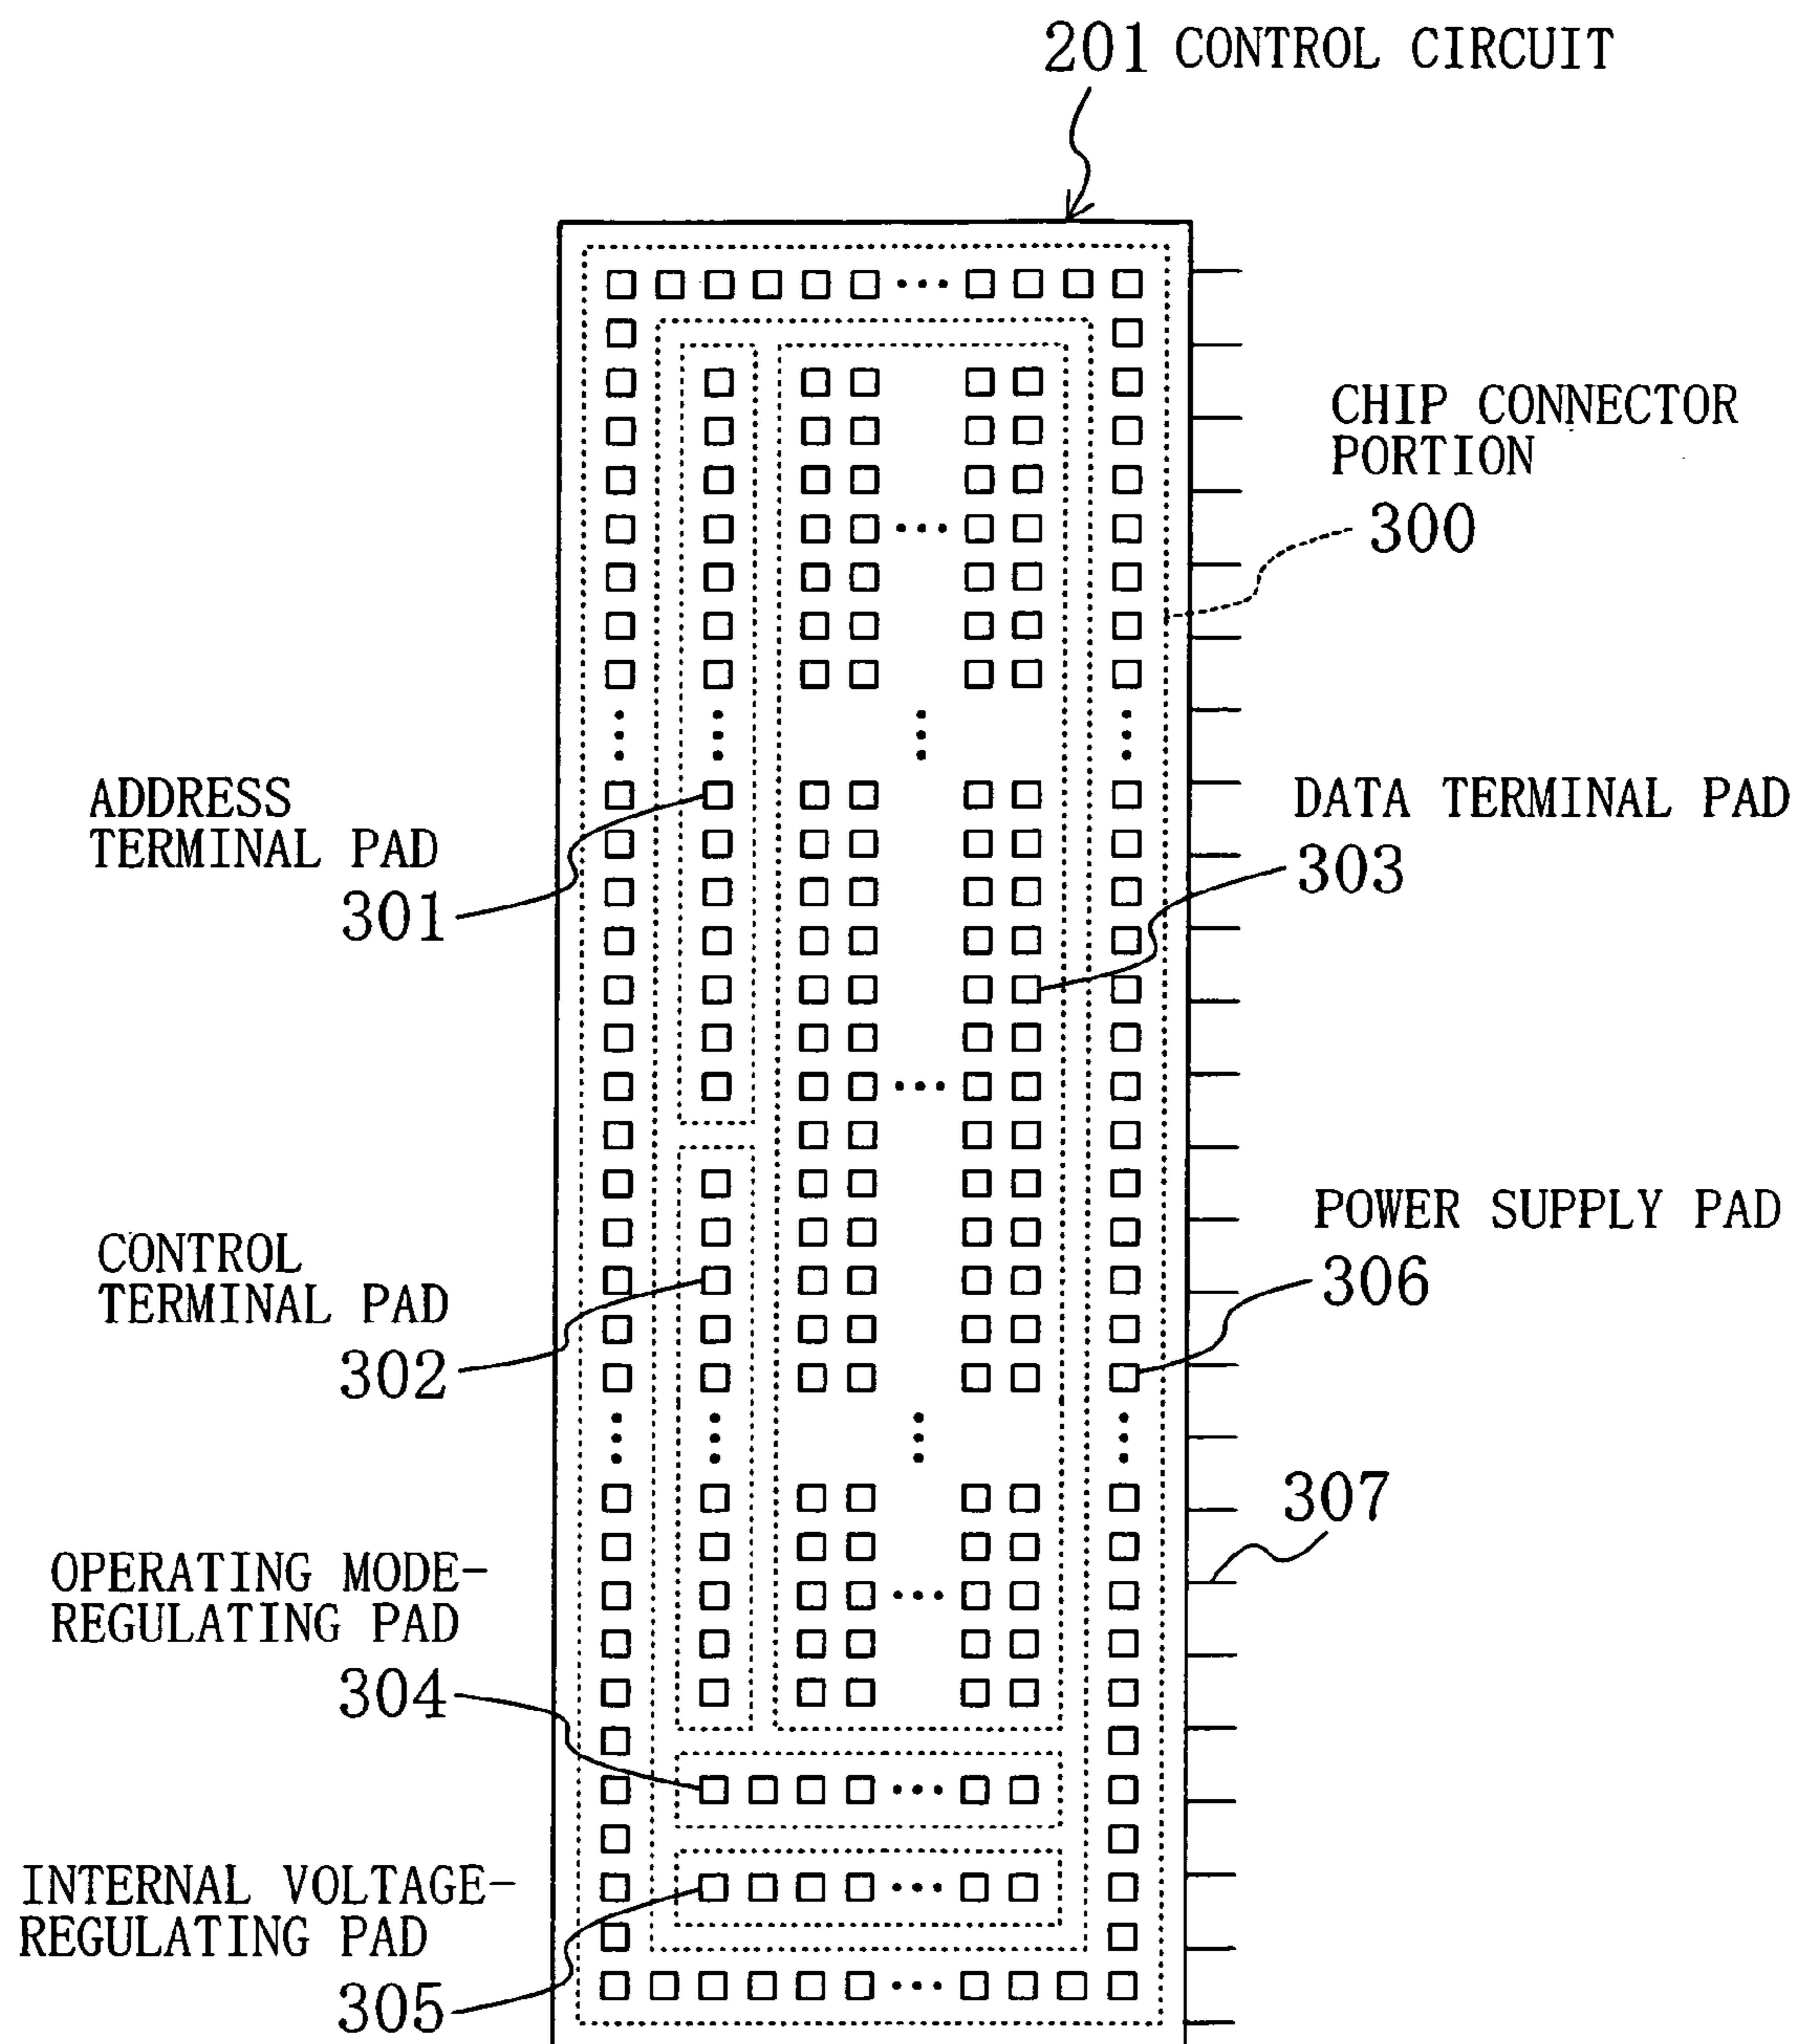 201 CONTROL CIRCUIT
CHIP CONNECTOR
PORTION
300
ADDRESS
TERMINAL PAD
301
DATA TERMINAL PAD
303
CONTROL
TERMINAL PAD
302
POWER SUPPLY PAD
306
307
OPERATING MODE-
REGULATING PAD
304
INTERNAL VOLTAGE-
REGULATING PAD
305